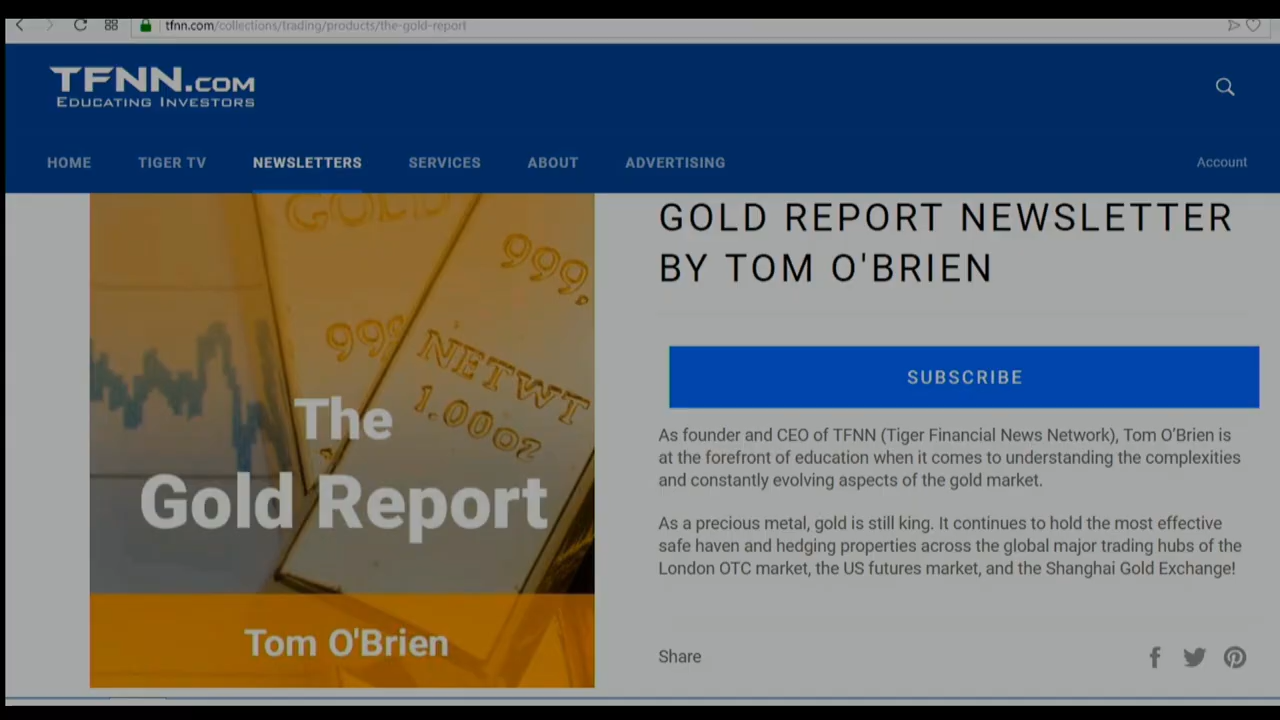 tfnn.com/collections/trading/products/the-gold-report
TFNN.COM
EDUCATING INVESTORS
HOME
TIGER TV
NEWSLETTERS
SERVICES
ABOUT
ADVERTISING
Account
GOLD
999.
999
NETWT
1.00oz
The
Gold Report
Tom O'Brien
GOLD REPORT NEWSLETTER
BY TOM O'BRIEN
SUBSCRIBE
As founder and CEO of TFNN (Tiger Financial News Network), Tom O’Brien is
at the forefront of education when it comes to understanding the complexities
and constantly evolving aspects of the gold market.
As a precious metal, gold is still king. It continues to hold the most effective
safe haven and hedging properties across the global major trading hubs of the
London OTC market, the US futures market, and the Shanghai Gold Exchange!
Share